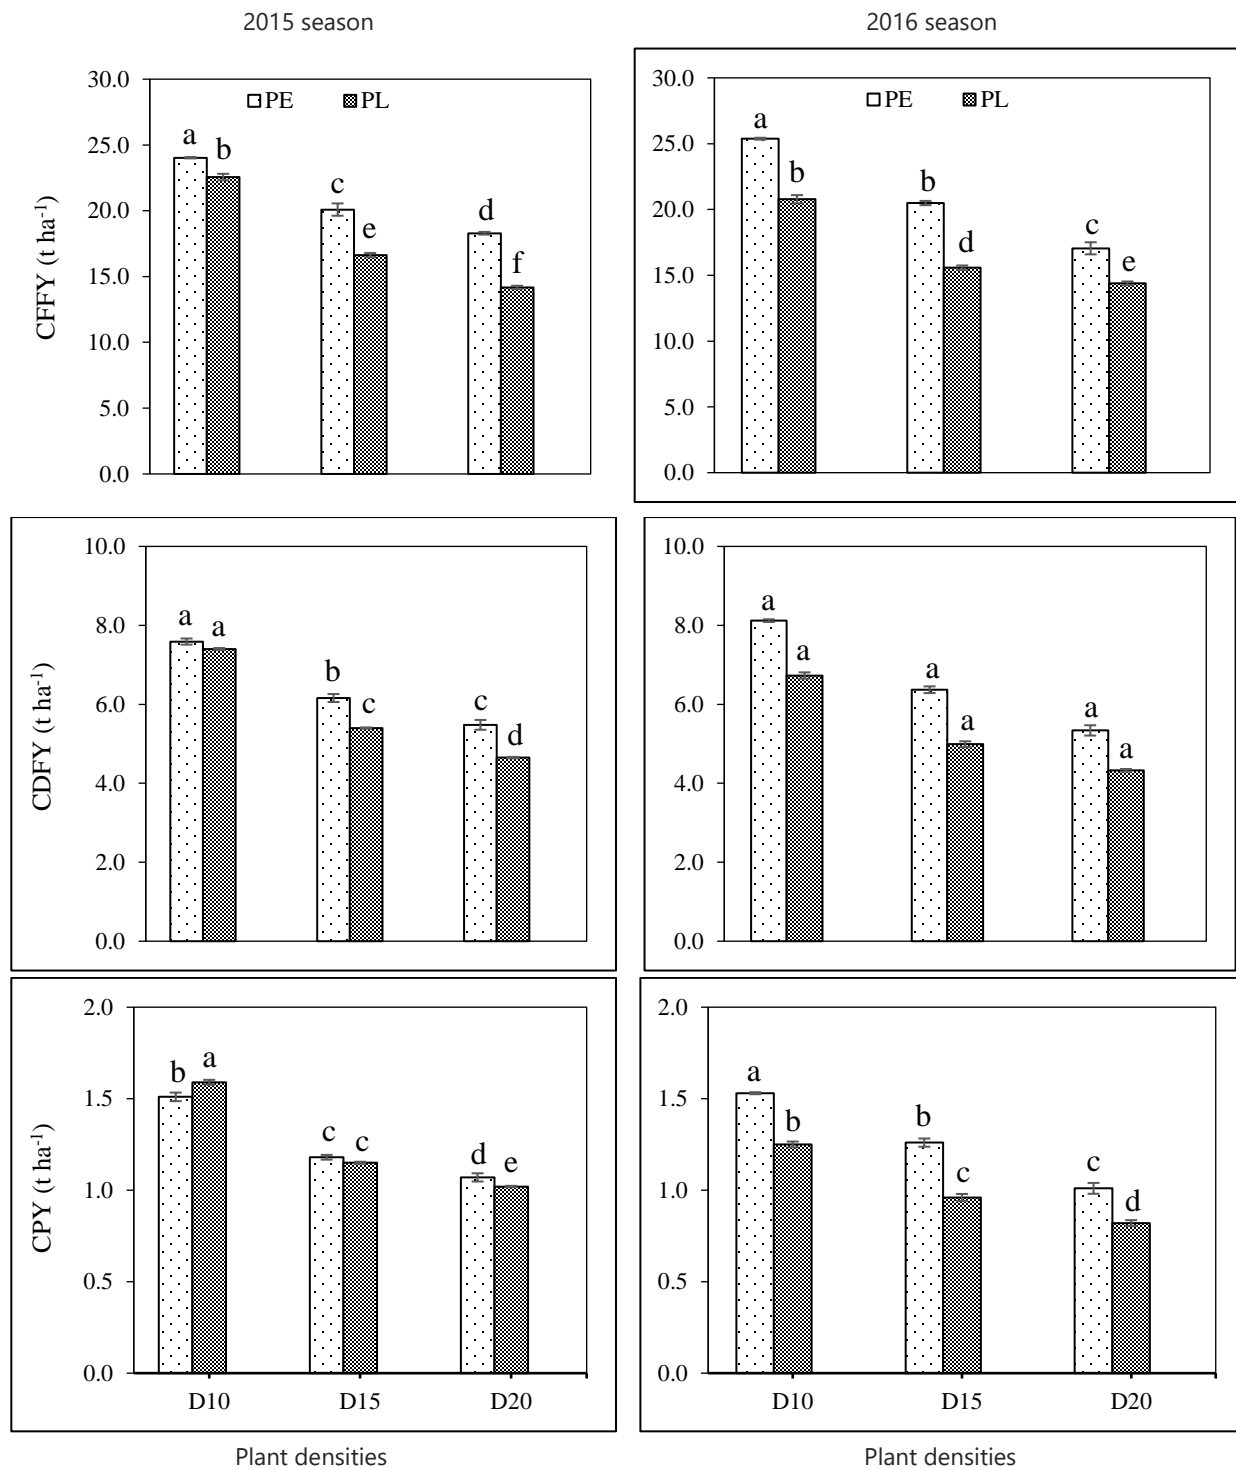 2015 season
2016 season
30.0
25.0
20.0
15.0
10.0
5.0
0.0
CFFY (t ha-1)
PE PL
a b c e d f
30.0
25.0
20.0
15.0
10.0
5.0
0.0
PE PL
a b b d c e
10.0
8.0
6.0
4.0
2.0
0.0
CDFY (t ha-1)
a a b c c d
10.0
8.0
6.0
4.0
2.0
0.0
a a a a a a
2.0
1.5
1.0
0.5
0.0
CPY (t ha-1)
b a c c d e
D10 D15 D20
Plant densities
2.0
1.5
1.0
0.5
0.0
a b b c c d
D10 D15 D20
Plant densities